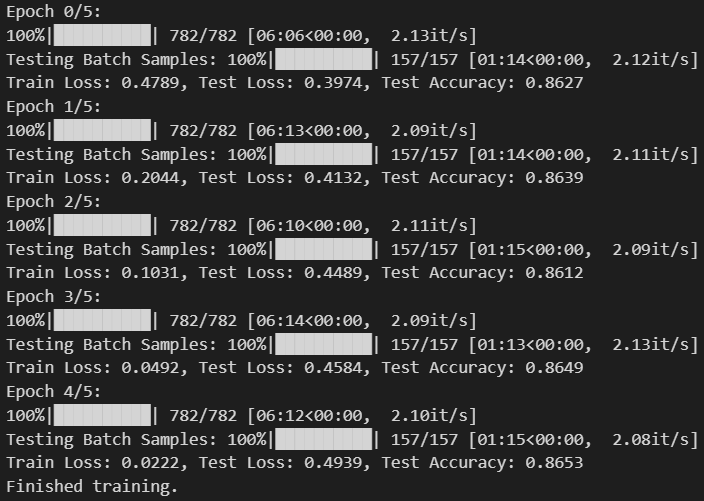 Epoch 0/5:
100%|██████████| 782/782 [06:06<00:00,  2.13it/s]
Testing Batch Samples: 100%|██████████| 157/157 [01:14<00:00,  2.12it/s]
Train Loss: 0.4789, Test Loss: 0.3974, Test Accuracy: 0.8627
Epoch 1/5:
100%|██████████| 782/782 [06:13<00:00,  2.09it/s]
Testing Batch Samples: 100%|██████████| 157/157 [01:14<00:00,  2.11it/s]
Train Loss: 0.2044, Test Loss: 0.4132, Test Accuracy: 0.8639
Epoch 2/5:
100%|██████████| 782/782 [06:10<00:00,  2.11it/s]
Testing Batch Samples: 100%|██████████| 157/157 [01:15<00:00,  2.09it/s]
Train Loss: 0.1031, Test Loss: 0.4489, Test Accuracy: 0.8612
Epoch 3/5:
100%|██████████| 782/782 [06:14<00:00,  2.09it/s]
Testing Batch Samples: 100%|██████████| 157/157 [01:13<00:00,  2.13it/s]
Train Loss: 0.0492, Test Loss: 0.4584, Test Accuracy: 0.8649
Epoch 4/5:
100%|██████████| 782/782 [06:12<00:00,  2.10it/s]
Testing Batch Samples: 100%|██████████| 157/157 [01:15<00:00,  2.08it/s]
Train Loss: 0.0222, Test Loss: 0.4939, Test Accuracy: 0.8653
Finished training.